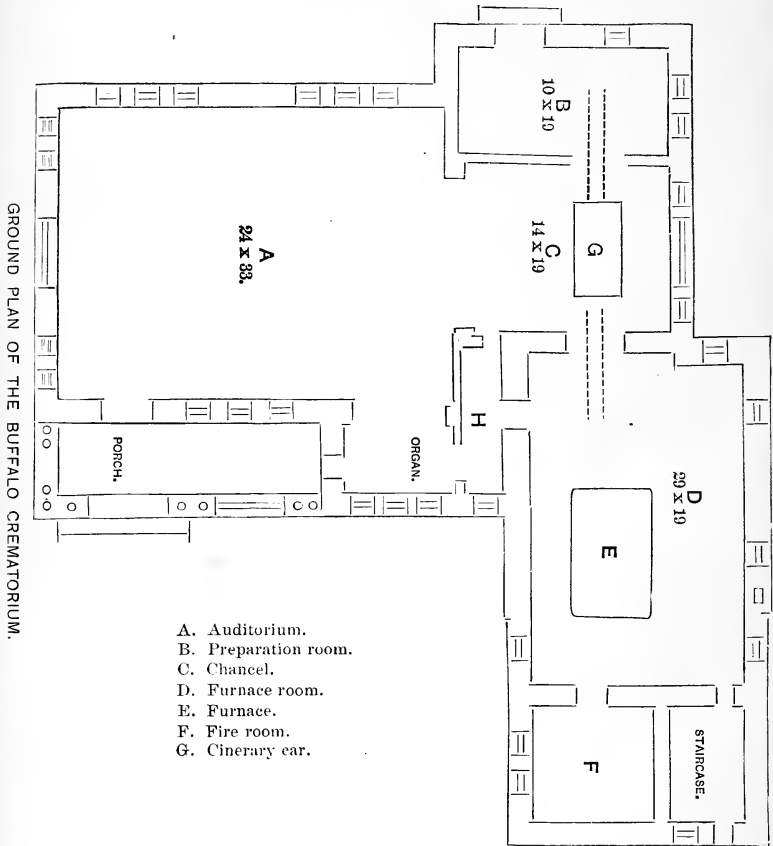 B
10 x 19
A
24 x 33.
C
14 x 19
G
H
ORGAN.
PORCH.
D
29 x 19
E
F
STAIRCASE.
A. Auditorium.
B. Preparation room.
C. Chancel.
D. Furnace room.
E. Furnace.
F. Fire room.
G. Cinerary car.
GROUND PLAN OF THE BUFFALO CREMATORIUM.